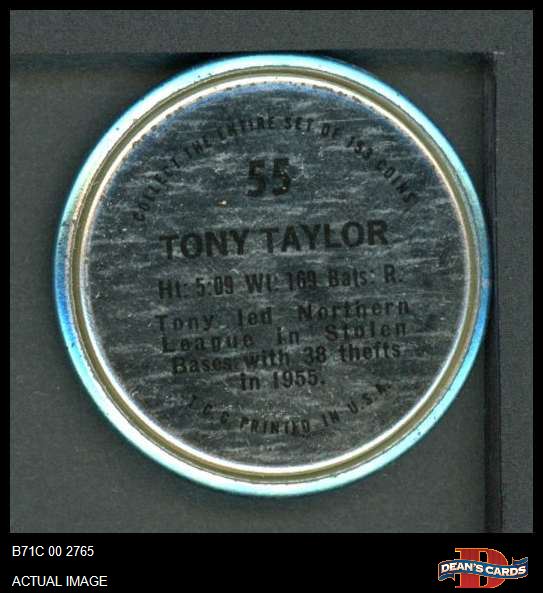 COLLECT THE ENTIRE SET OF 153 COINS
55
TONY TAYLOR
Ht: 5:09 Wt: 169 Bats: R.
Tony led Northern
League in Stolen
Bases with 38 thefts
in 1955.
T.C.G. PRINTED IN U.S.A.
B71C 00 2765
ACTUAL IMAGE
D
DEAN'S CARDS